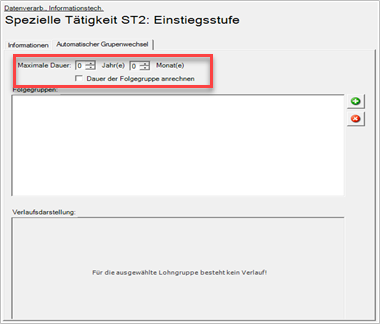 Datenverarb., Informationstech.
Spezielle Tätigkeit ST2: Einstiegsstufe
Informationen Automatischer Grupenwechsel
Maximale Dauer: 0 Jahr(e) 0 Monat(e)
Dauer der Folgegruppe anrechnen
Folgegruppen:
Verlaufsdarstellung:
Für die ausgewählte Lohngruppe besteht kein Verlauf!